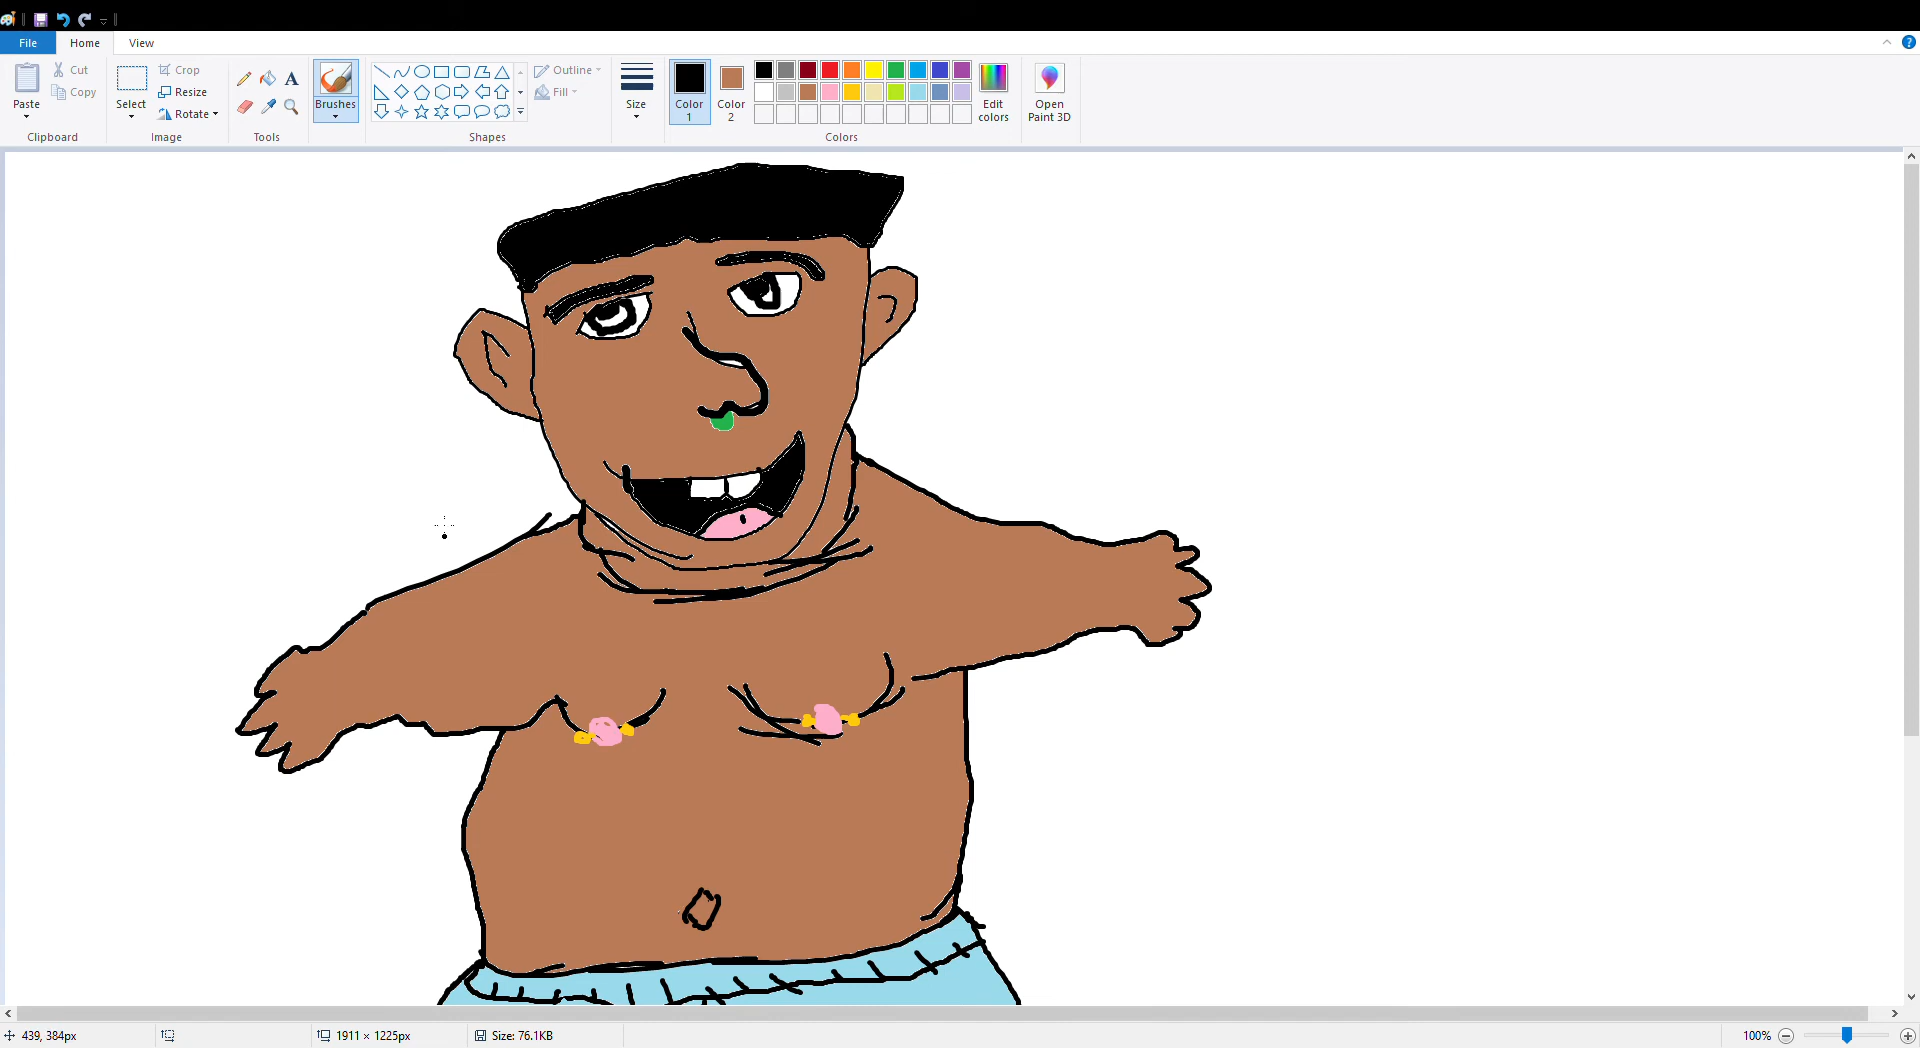 File Home View
Paste Cut Copy Select Crop Resize Rotate A Brushes Outline Fill Size Color 1 Color 2 Edit colors Open Paint 3D
Clipboard Image Tools Shapes Colors
439, 384px 1911 × 1225px Size: 76.1KB 100%